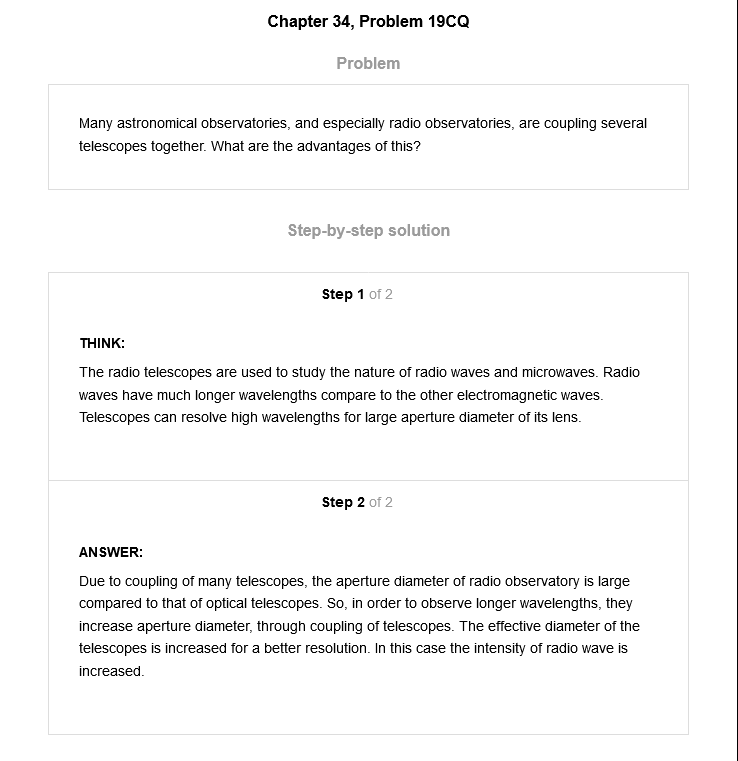 Chapter 34, Problem 19CQ
Problem
Many astronomical observatories, and especially radio observatories, are coupling several
telescopes together. What are the advantages of this?
Step-by-step solution
Step 1 of 2
THINK:
The radio telescopes are used to study the nature of radio waves and microwaves. Radio
waves have much longer wavelengths compare to the other electromagnetic waves.
Telescopes can resolve high wavelengths for large aperture diameter of its lens.
Step 2 of 2
ANSWER:
Due to coupling of many telescopes, the aperture diameter of radio observatory is large
compared to that of optical telescopes. So, in order to observe longer wavelengths, they
increase aperture diameter, through coupling of telescopes. The effective diameter of the
telescopes is increased for a better resolution. In this case the intensity of radio wave is
increased.